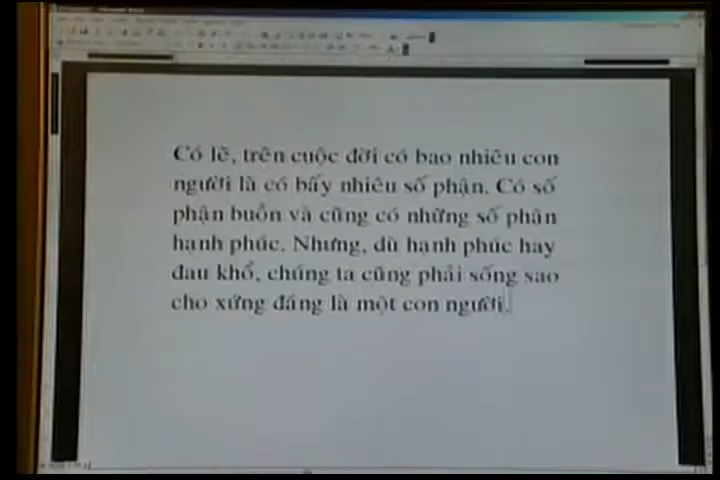 Có lẽ, trên cuộc đời có bao nhiêu con
người là có bấy nhiêu số phận. Có số
phận buồn và cũng có những số phận
hạnh phúc. Nhưng, dù hạnh phúc hay
đau khổ, chúng ta cũng phải sống sao
cho xứng đáng là một con người.